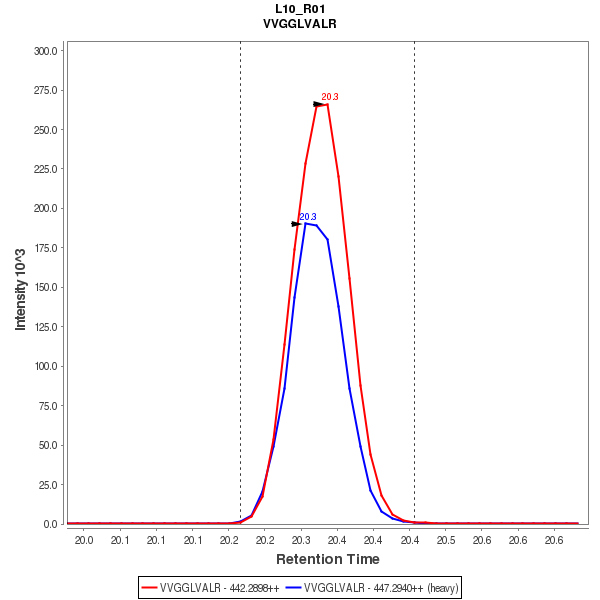 L10_R01
VVGGLVALR
300.0
275.0
250.0
225.0
200.0
175.0
150.0
125.0
100.0
75.0
50.0
25.0
0.0
Intensity 10^3
20.3
20.3
20.0 20.1 20.1 20.2 20.2 20.2 20.3 20.4 20.4 20.4 20.5 20.6 20.6 20.6
Retention Time
VVGGLVALR - 442.2898++ VVGGLVALR - 447.2940++ (heavy)